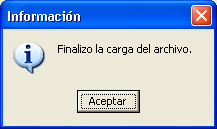 Información
Finalizo la carga del archivo.
Aceptar